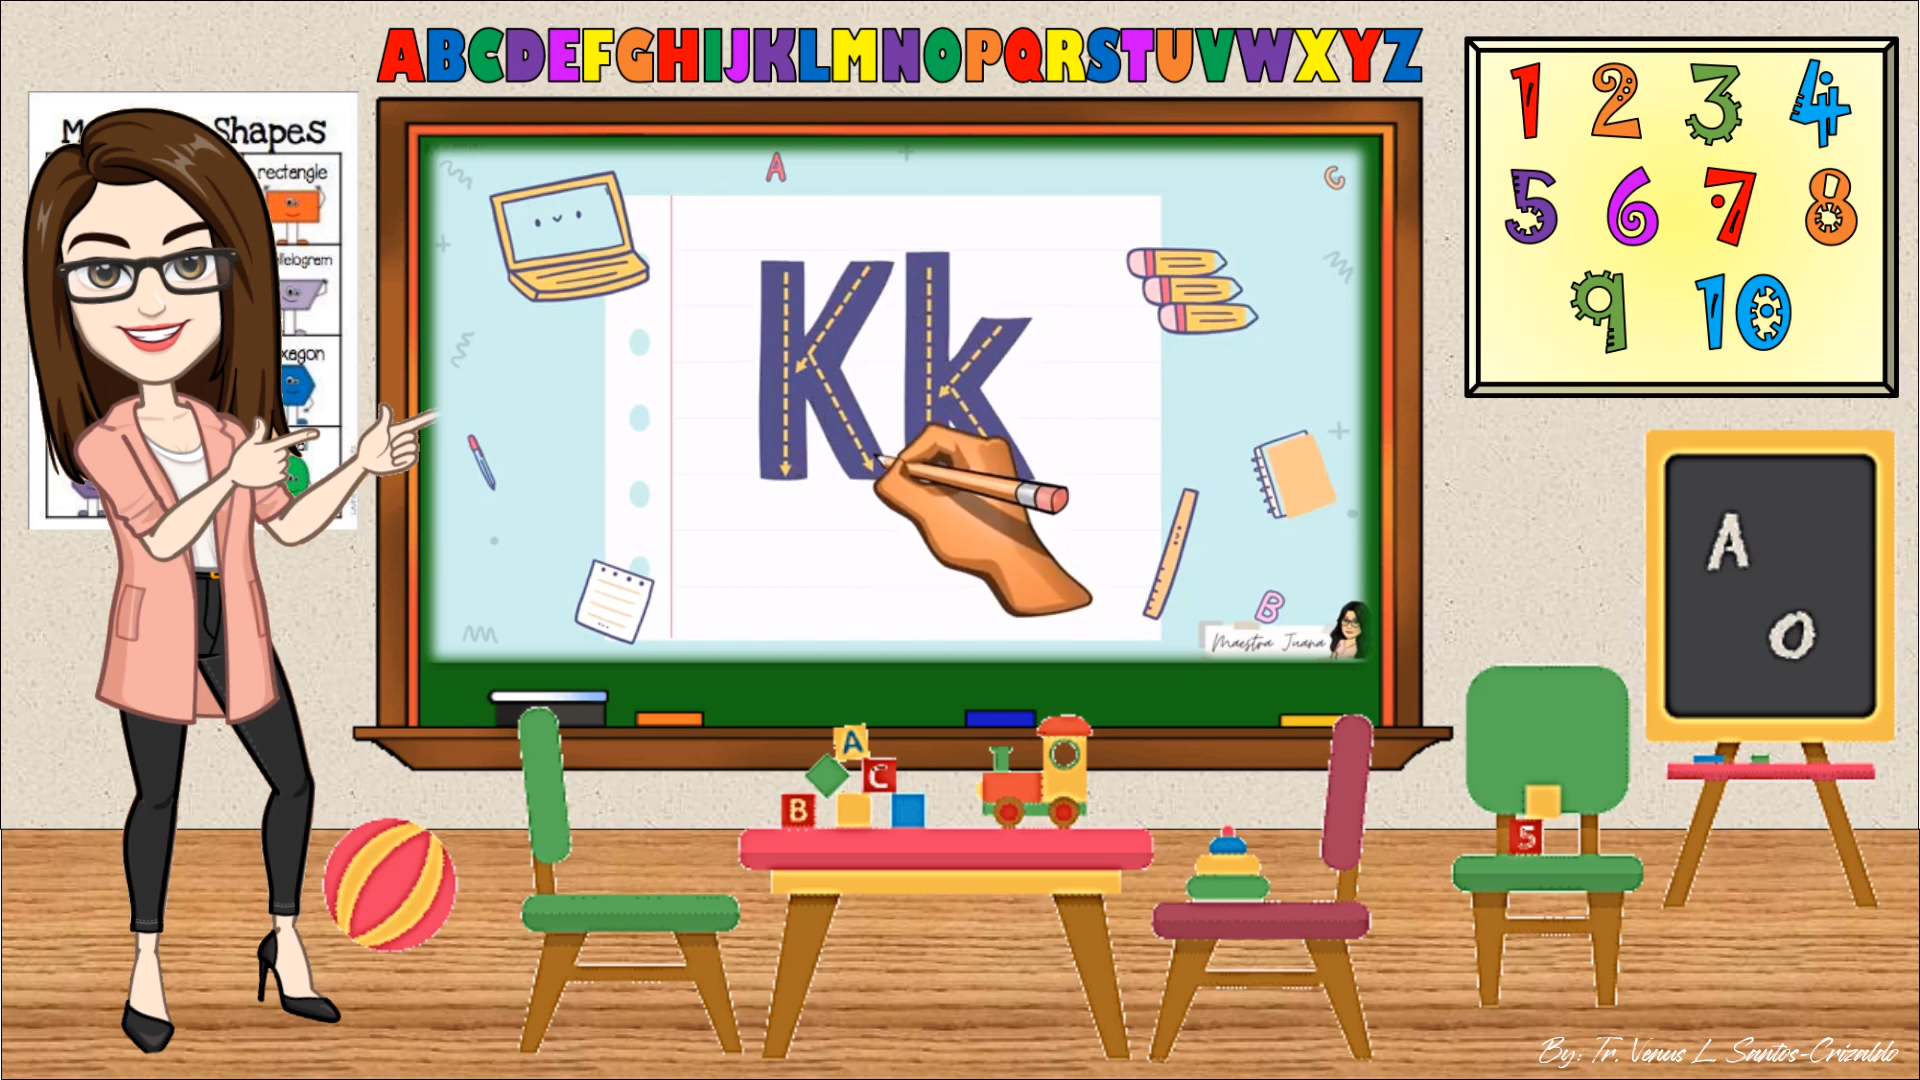 ABCDEFGHIJKLMNOPQRSTUVWXYZ
Shapes
rectangle
1 2 3 4
5 6 7 8
9 10
A
C
Kk
B
Maestra Juana
A
O
A
C
B
5
By: Tr. Venus L. Santos-Crizaldo